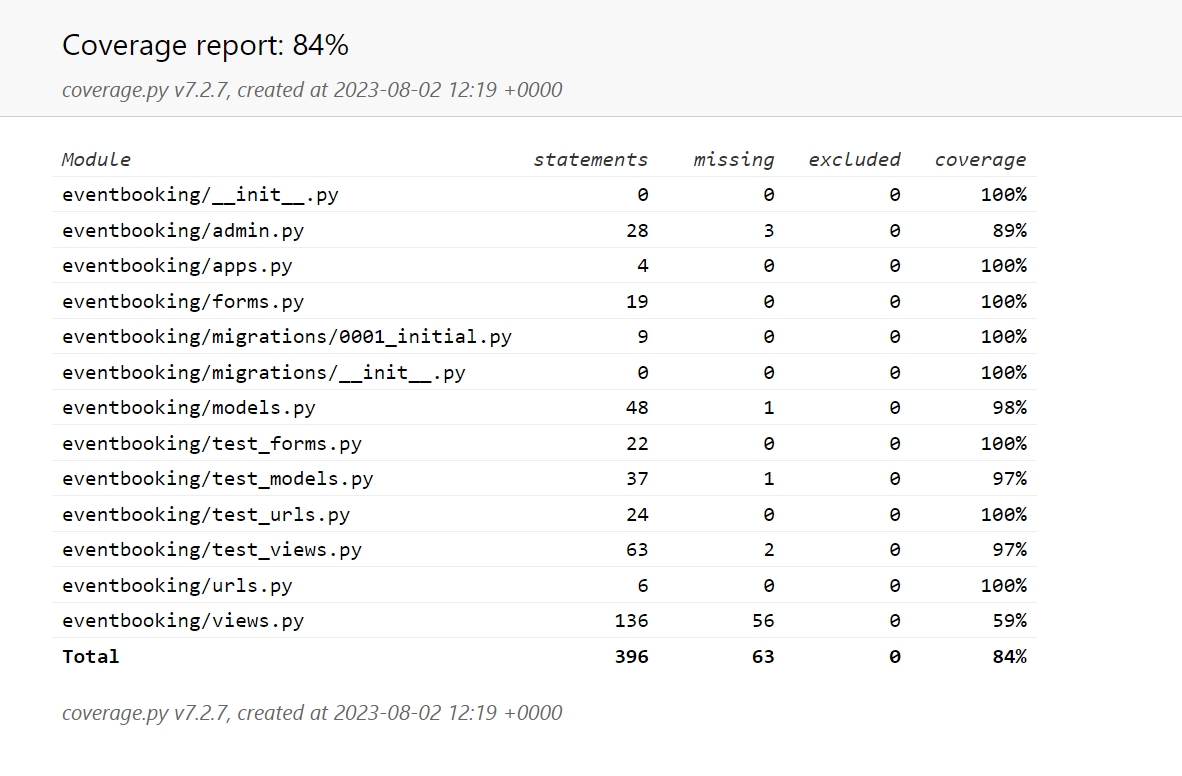 Coverage report: 84%
coverage.py v7.2.7, created at 2023-08-02 12:19 +0000
Module statements missing excluded coverage
eventbooking/__init__.py 0 0 0 100%
eventbooking/admin.py 28 3 0 89%
eventbooking/apps.py 4 0 0 100%
eventbooking/forms.py 19 0 0 100%
eventbooking/migrations/0001_initial.py 9 0 0 100%
eventbooking/migrations/__init__.py 0 0 0 100%
eventbooking/models.py 48 1 0 98%
eventbooking/test_forms.py 22 0 0 100%
eventbooking/test_models.py 37 1 0 97%
eventbooking/test_urls.py 24 0 0 100%
eventbooking/test_views.py 63 2 0 97%
eventbooking/urls.py 6 0 0 100%
eventbooking/views.py 136 56 0 59%
Total 396 63 0 84%
coverage.py v7.2.7, created at 2023-08-02 12:19 +0000